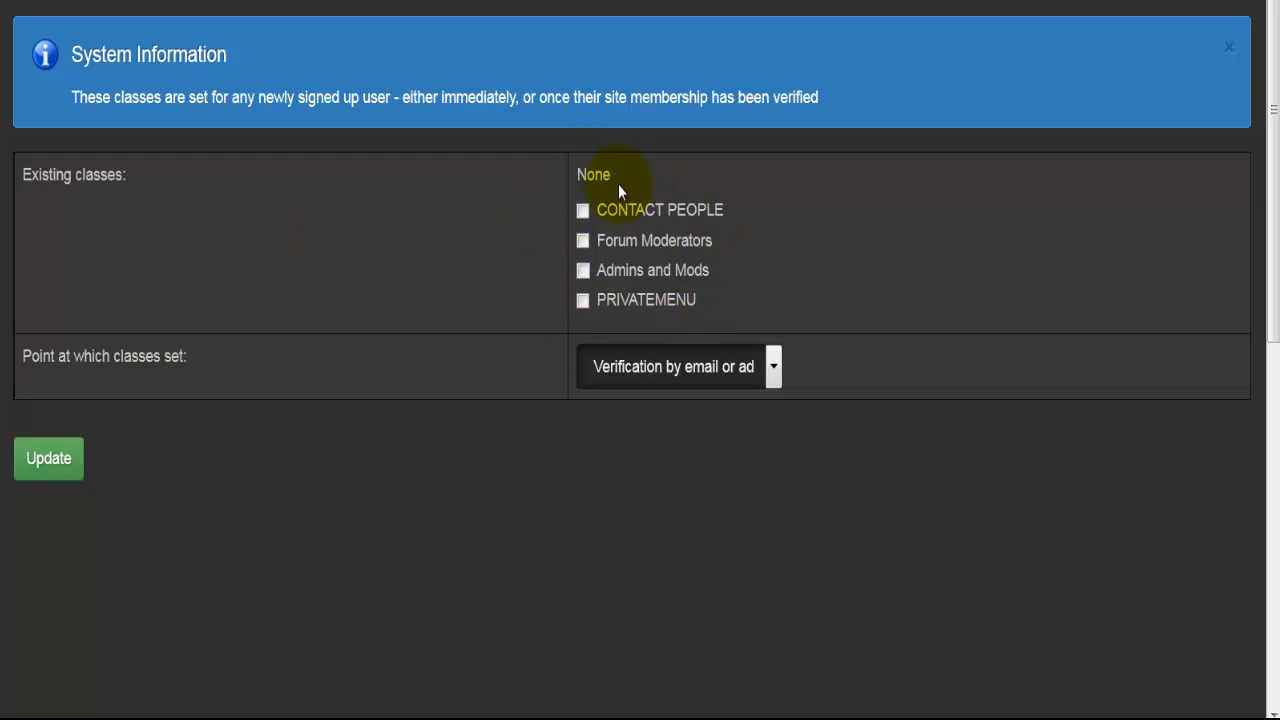 System Information
x
These classes are set for any newly signed up user - either immediately, or once their site membership has been verified
Existing classes:
None
CONTACT PEOPLE
Forum Moderators
Admins and Mods
PRIVATEMENU
Point at which classes set:
Verification by email or ad
Update